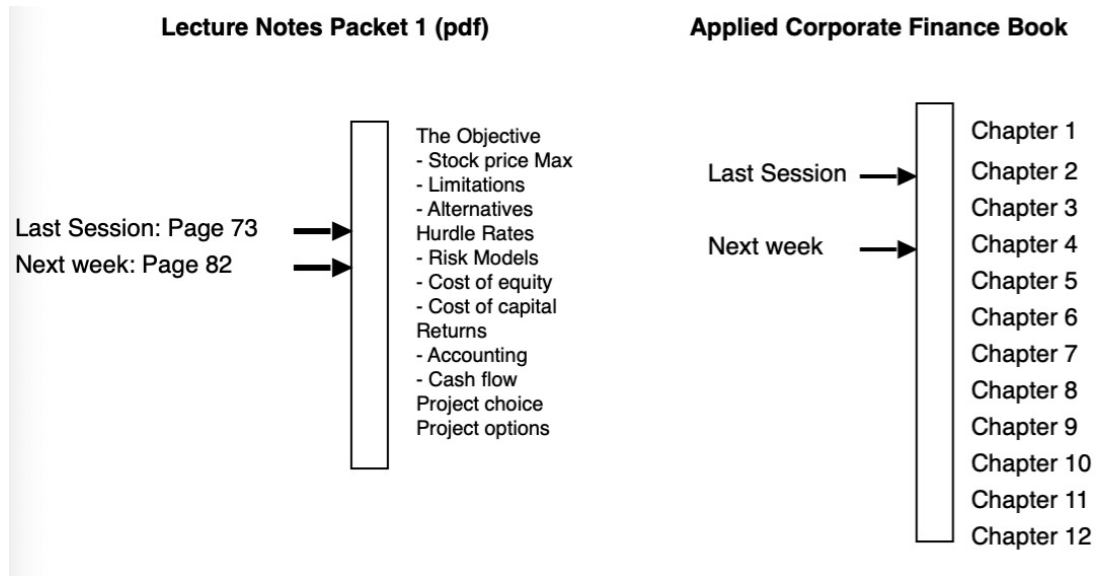 Lecture Notes Packet 1 (pdf)
The Objective
- Stock price Max
- Limitations
- Alternatives
Hurdle Rates
- Risk Models
- Cost of equity
- Cost of capital
Returns
- Accounting
- Cash flow
Project choice
Project options
Last Session: Page 73
Next week: Page 82
Applied Corporate Finance Book
Last Session
Next week
Chapter 1
Chapter 2
Chapter 3
Chapter 4
Chapter 5
Chapter 6
Chapter 7
Chapter 8
Chapter 9
Chapter 10
Chapter 11
Chapter 12